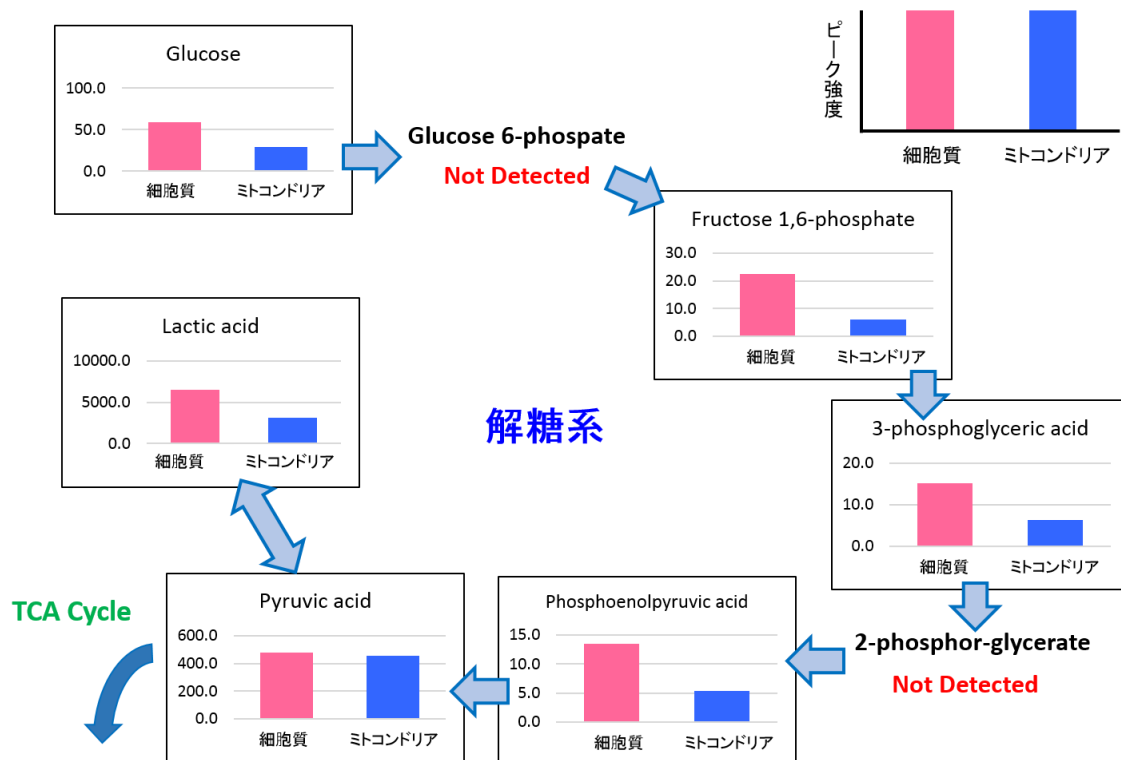 Glucose
100.0
50.0
0.0
細胞質 ミトコンドリア
Glucose 6-phospate
Not Detected
ピーク強度
細胞質 ミトコンドリア
Fructose 1,6-phosphate
30.0
20.0
10.0
0.0
細胞質 ミトコンドリア
Lactic acid
10000.0
5000.0
0.0
細胞質 ミトコンドリア
解糖系
3-phosphoglyceric acid
20.0
10.0
0.0
細胞質 ミトコンドリア
2-phosphor-glycerate
Not Detected
Phosphoenolpyruvic acid
15.0
10.0
5.0
0.0
細胞質 ミトコンドリア
Pyruvic acid
600.0
400.0
200.0
0.0
細胞質 ミトコンドリア
TCA Cycle